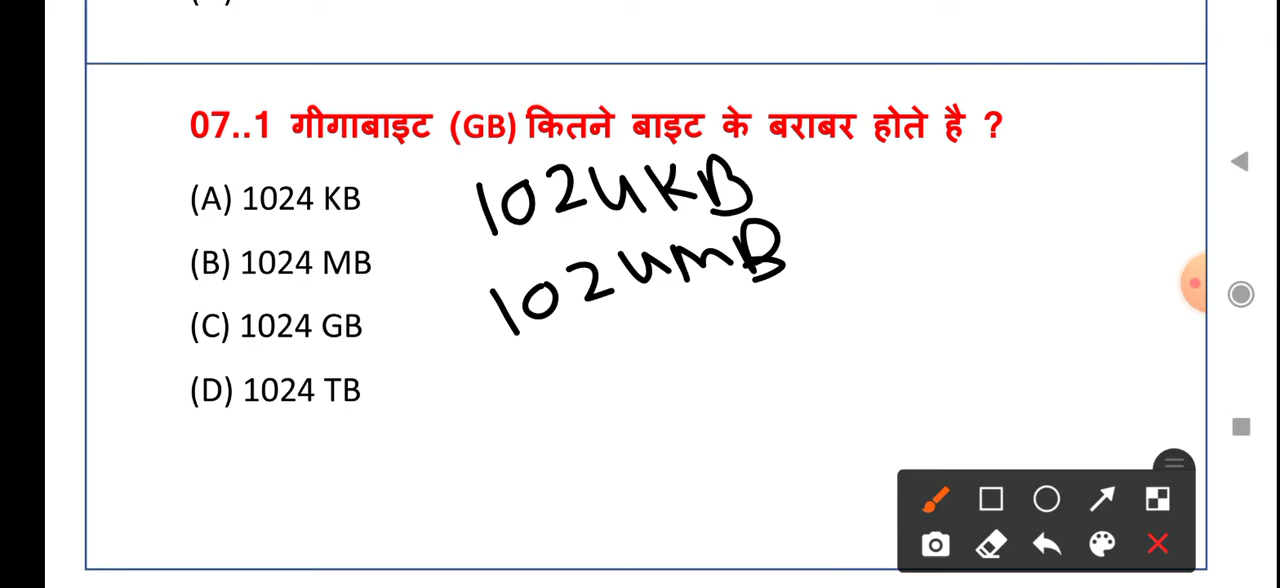 07..1 गीगाबाइट (GB) कितने बाइट के बराबर होते है ?
(A) 1024 KB
1024KB
(B) 1024 MB
1024MB
(C) 1024 GB
(D) 1024 TB